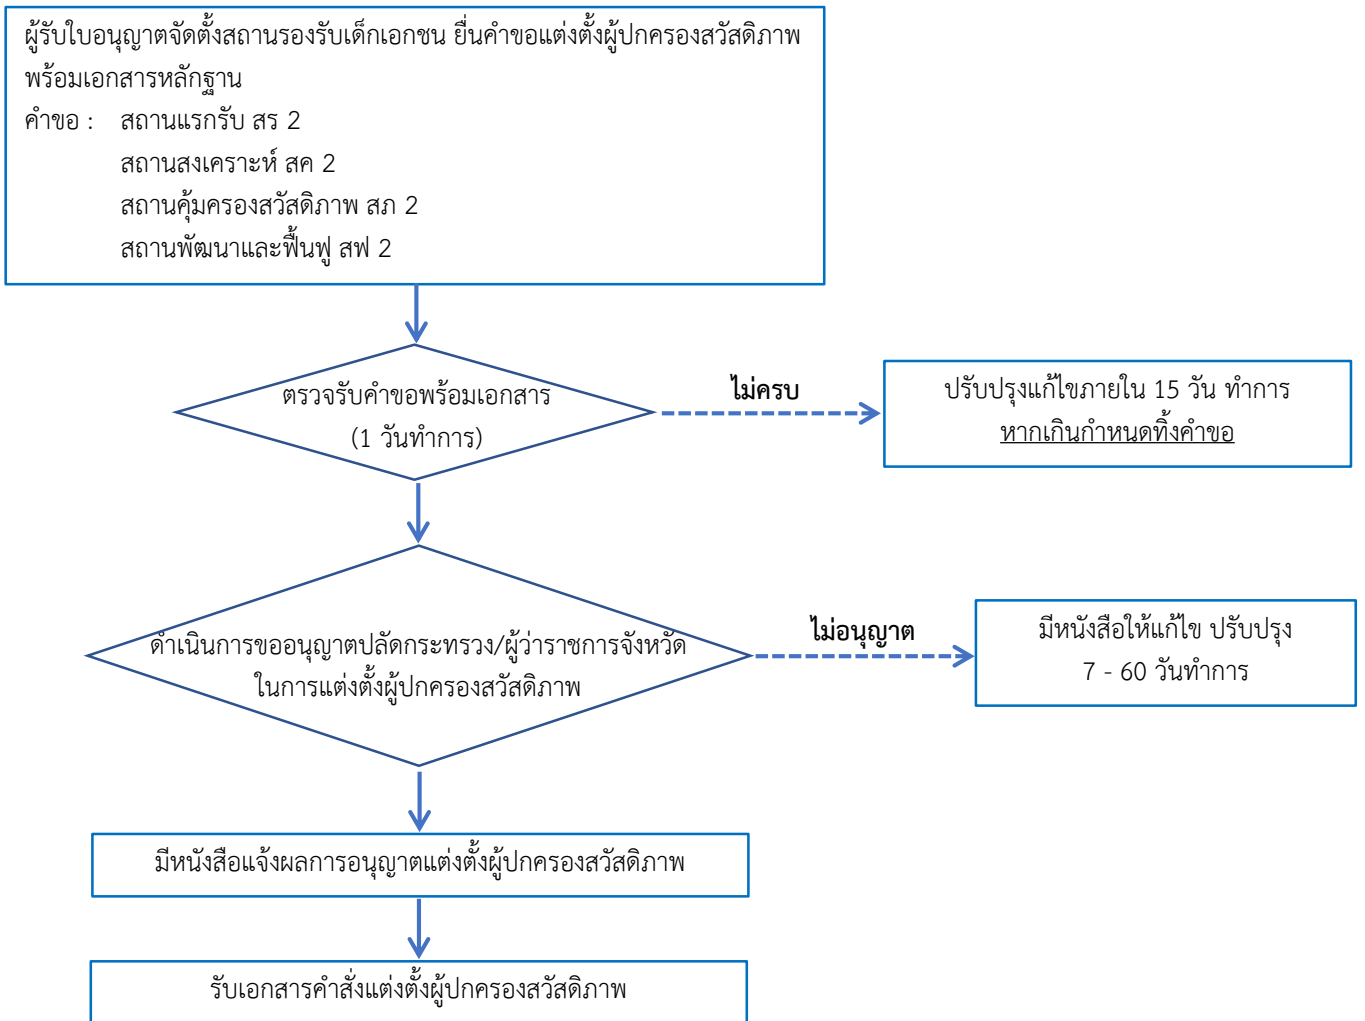 ผู้รับใบอนุญาตจัดตั้งสถานรองรับเด็กเอกชน ยื่นคำขอแต่งตั้งผู้ปกครองสวัสดิภาพ
พร้อมเอกสารหลักฐาน
คำขอ : สถานแรกรับ สร 2
สถานสงเคราะห์ สค 2
สถานคุ้มครองสวัสดิภาพ สภ 2
สถานพัฒนาและฟื้นฟู สฟ 2
ตรวจรับคำขอพร้อมเอกสาร
(1 วันทำการ)
ไม่ครบ
ปรับปรุงแก้ไขภายใน 15 วัน ทำการ
หากเกินกำหนดทิ้งคำขอ
ดำเนินการขออนุญาตปลัดกระทรวง/ผู้ว่าราชการจังหวัด
ในการแต่งตั้งผู้ปกครองสวัสดิภาพ
ไม่อนุญาต
มีหนังสือให้แก้ไข ปรับปรุง
7 - 60 วันทำการ
มีหนังสือแจ้งผลการอนุญาตแต่งตั้งผู้ปกครองสวัสดิภาพ
รับเอกสารคำสั่งแต่งตั้งผู้ปกครองสวัสดิภาพ